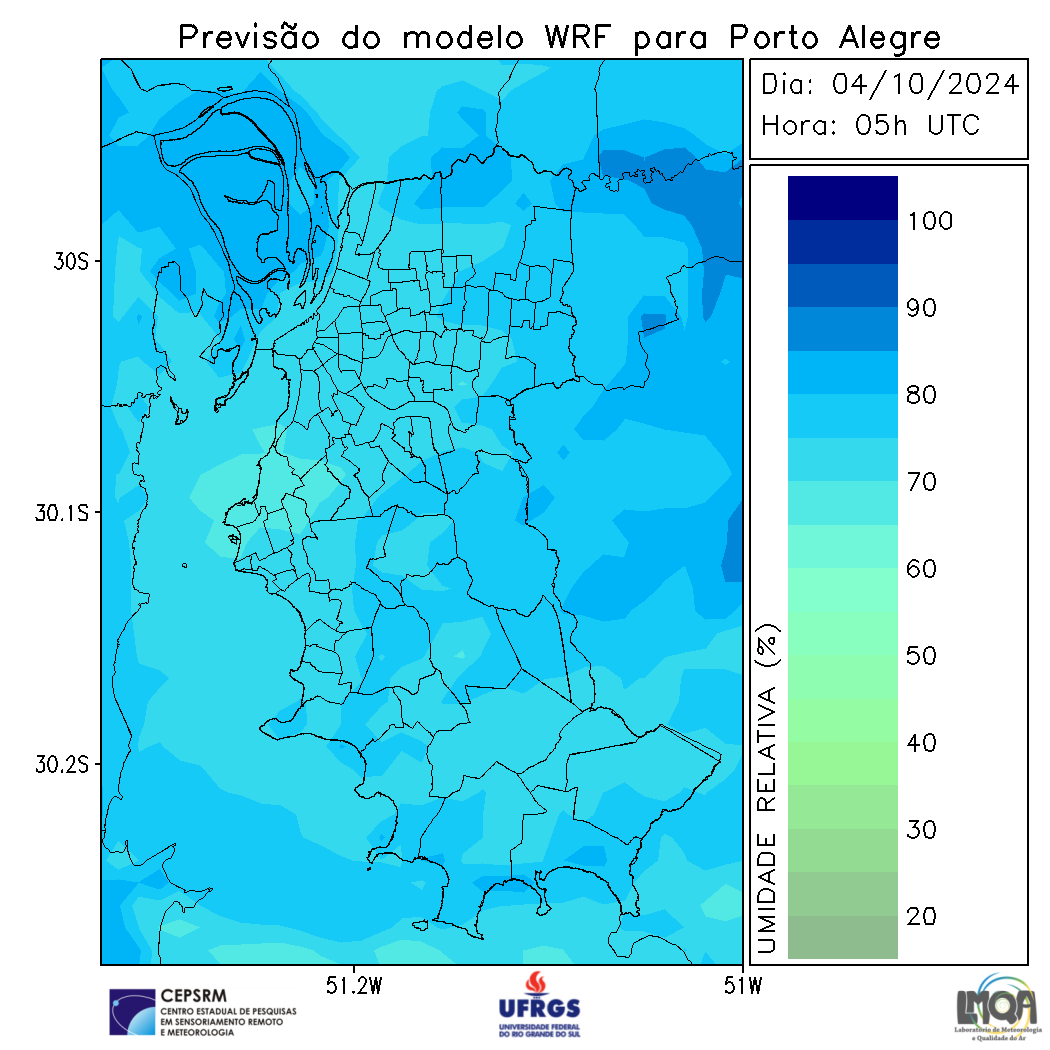 Previsão do modelo WRF para Porto Alegre
Dia: 04/10/2024
Hora: 05h UTC
30S
30.1S
30.2S
51.2W
51W
UMIDADE RELATIVA (%)
100
90
80
70
60
50
40
30
20
CEPSRM
CENTRO ESTADUAL DE PESQUISAS
EM SENSORIAMENTO REMOTO
E METEOROLOGIA
UFRGS
UNIVERSIDADE FEDERAL
DO RIO GRANDE DO SUL
LMQA
Laboratório de Meteorologia
e Qualidade do Ar